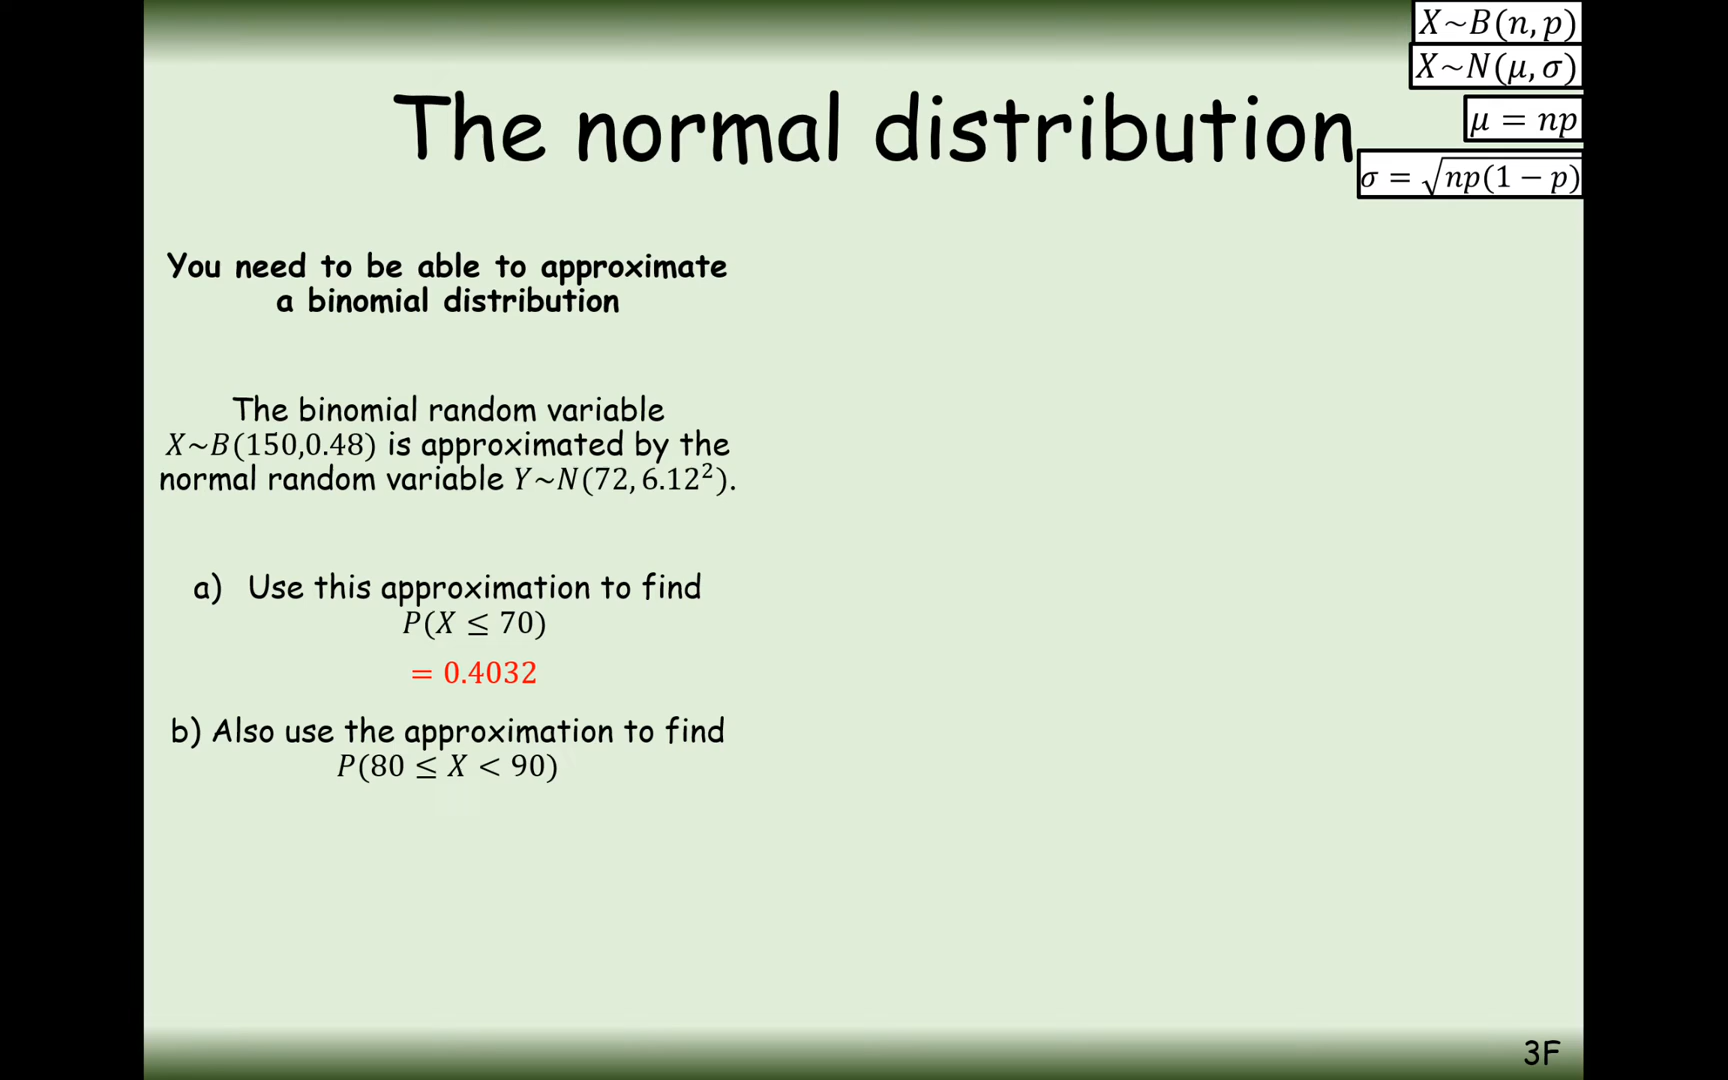 X~B(n, p)
X~N(μ, σ)
The normal distribution
μ = np
σ = √np(1 − p)
You need to be able to approximate
a binomial distribution
The binomial random variable
X~B(150,0.48) is approximated by the
normal random variable Y~N(72, 6.12²).
a) Use this approximation to find
P(X ≤ 70)
= 0.4032
b) Also use the approximation to find
P(80 ≤ X < 90)
3F